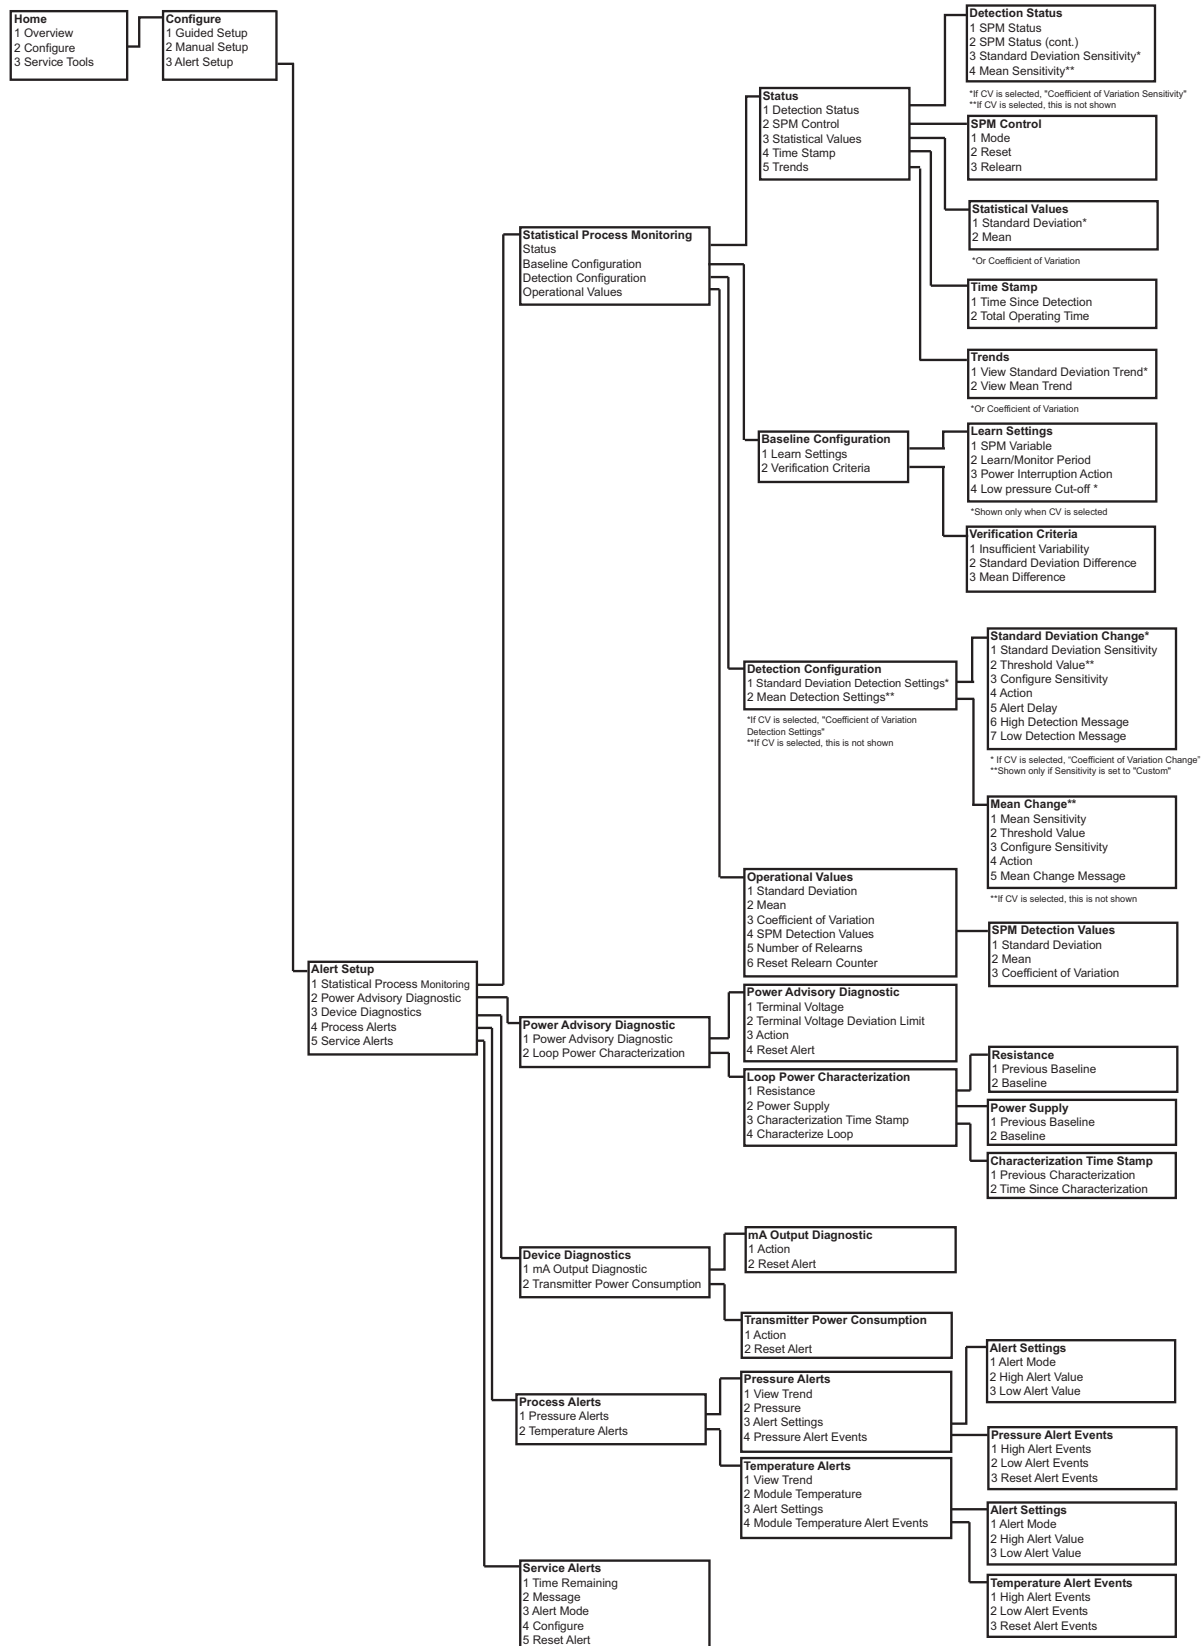 Home
1 Overview
2 Configure
3 Service Tools
Configure
1 Guided Setup
2 Manual Setup
3 Alert Setup
Detection Status
1 SPM Status
2 SPM Status (cont.)
3 Standard Deviation Sensitivity*
4 Mean Sensitivity**
*If CV is selected, "Coefficient of Variation Sensitivity"
**If CV is selected, this is not shown
Status
1 Detection Status
2 SPM Control
3 Statistical Values
4 Time Stamp
5 Trends
SPM Control
1 Mode
2 Reset
3 Relearn
Statistical Values
1 Standard Deviation*
2 Mean
*Or Coefficient of Variation
Statistical Process Monitoring
Status
Baseline Configuration
Detection Configuration
Operational Values
Time Stamp
1 Time Since Detection
2 Total Operating Time
Trends
1 View Standard Deviation Trend*
2 View Mean Trend
*Or Coefficient of Variation
Baseline Configuration
1 Learn Settings
2 Verification Criteria
Learn Settings
1 SPM Variable
2 Learn/Monitor Period
3 Power Interruption Action
4 Low pressure Cut-off *
*Shown only when CV is selected
Verification Criteria
1 Insufficient Variability
2 Standard Deviation Difference
3 Mean Difference
Detection Configuration
1 Standard Deviation Detection Settings*
2 Mean Detection Settings**
*If CV is selected, "Coefficient of Variation
Detection Settings"
**If CV is selected, this is not shown
Standard Deviation Change*
1 Standard Deviation Sensitivity
2 Threshold Value**
3 Configure Sensitivity
4 Action
5 Alert Delay
6 High Detection Message
7 Low Detection Message
* If CV is selected, "Coefficient of Variation Change"
**Shown only if Sensitivity is set to "Custom"
Mean Change**
1 Mean Sensitivity
2 Threshold Value
3 Configure Sensitivity
4 Action
5 Mean Change Message
**If CV is selected, this is not shown
Operational Values
1 Standard Deviation
2 Mean
3 Coefficient of Variation
4 SPM Detection Values
5 Number of Relearns
6 Reset Relearn Counter
SPM Detection Values
1 Standard Deviation
2 Mean
3 Coefficient of Variation
Alert Setup
1 Statistical Process Monitoring
2 Power Advisory Diagnostic
3 Device Diagnostics
4 Process Alerts
5 Service Alerts
Power Advisory Diagnostic
1 Power Advisory Diagnostic
2 Loop Power Characterization
Power Advisory Diagnostic
1 Terminal Voltage
2 Terminal Voltage Deviation Limit
3 Action
4 Reset Alert
Loop Power Characterization
1 Resistance
2 Power Supply
3 Characterization Time Stamp
4 Characterize Loop
Resistance
1 Previous Baseline
2 Baseline
Power Supply
1 Previous Baseline
2 Baseline
Characterization Time Stamp
1 Previous Characterization
2 Time Since Characterization
Device Diagnostics
1 mA Output Diagnostic
2 Transmitter Power Consumption
mA Output Diagnostic
1 Action
2 Reset Alert
Transmitter Power Consumption
1 Action
2 Reset Alert
Process Alerts
1 Pressure Alerts
2 Temperature Alerts
Pressure Alerts
1 View Trend
2 Pressure
3 Alert Settings
4 Pressure Alert Events
Alert Settings
1 Alert Mode
2 High Alert Value
3 Low Alert Value
Pressure Alert Events
1 High Alert Events
2 Low Alert Events
3 Reset Alert Events
Temperature Alerts
1 View Trend
2 Module Temperature
3 Alert Settings
4 Module Temperature Alert Events
Alert Settings
1 Alert Mode
2 High Alert Value
3 Low Alert Value
Temperature Alert Events
1 High Alert Events
2 Low Alert Events
3 Reset Alert Events
Service Alerts
1 Time Remaining
2 Message
3 Alert Mode
4 Configure
5 Reset Alert